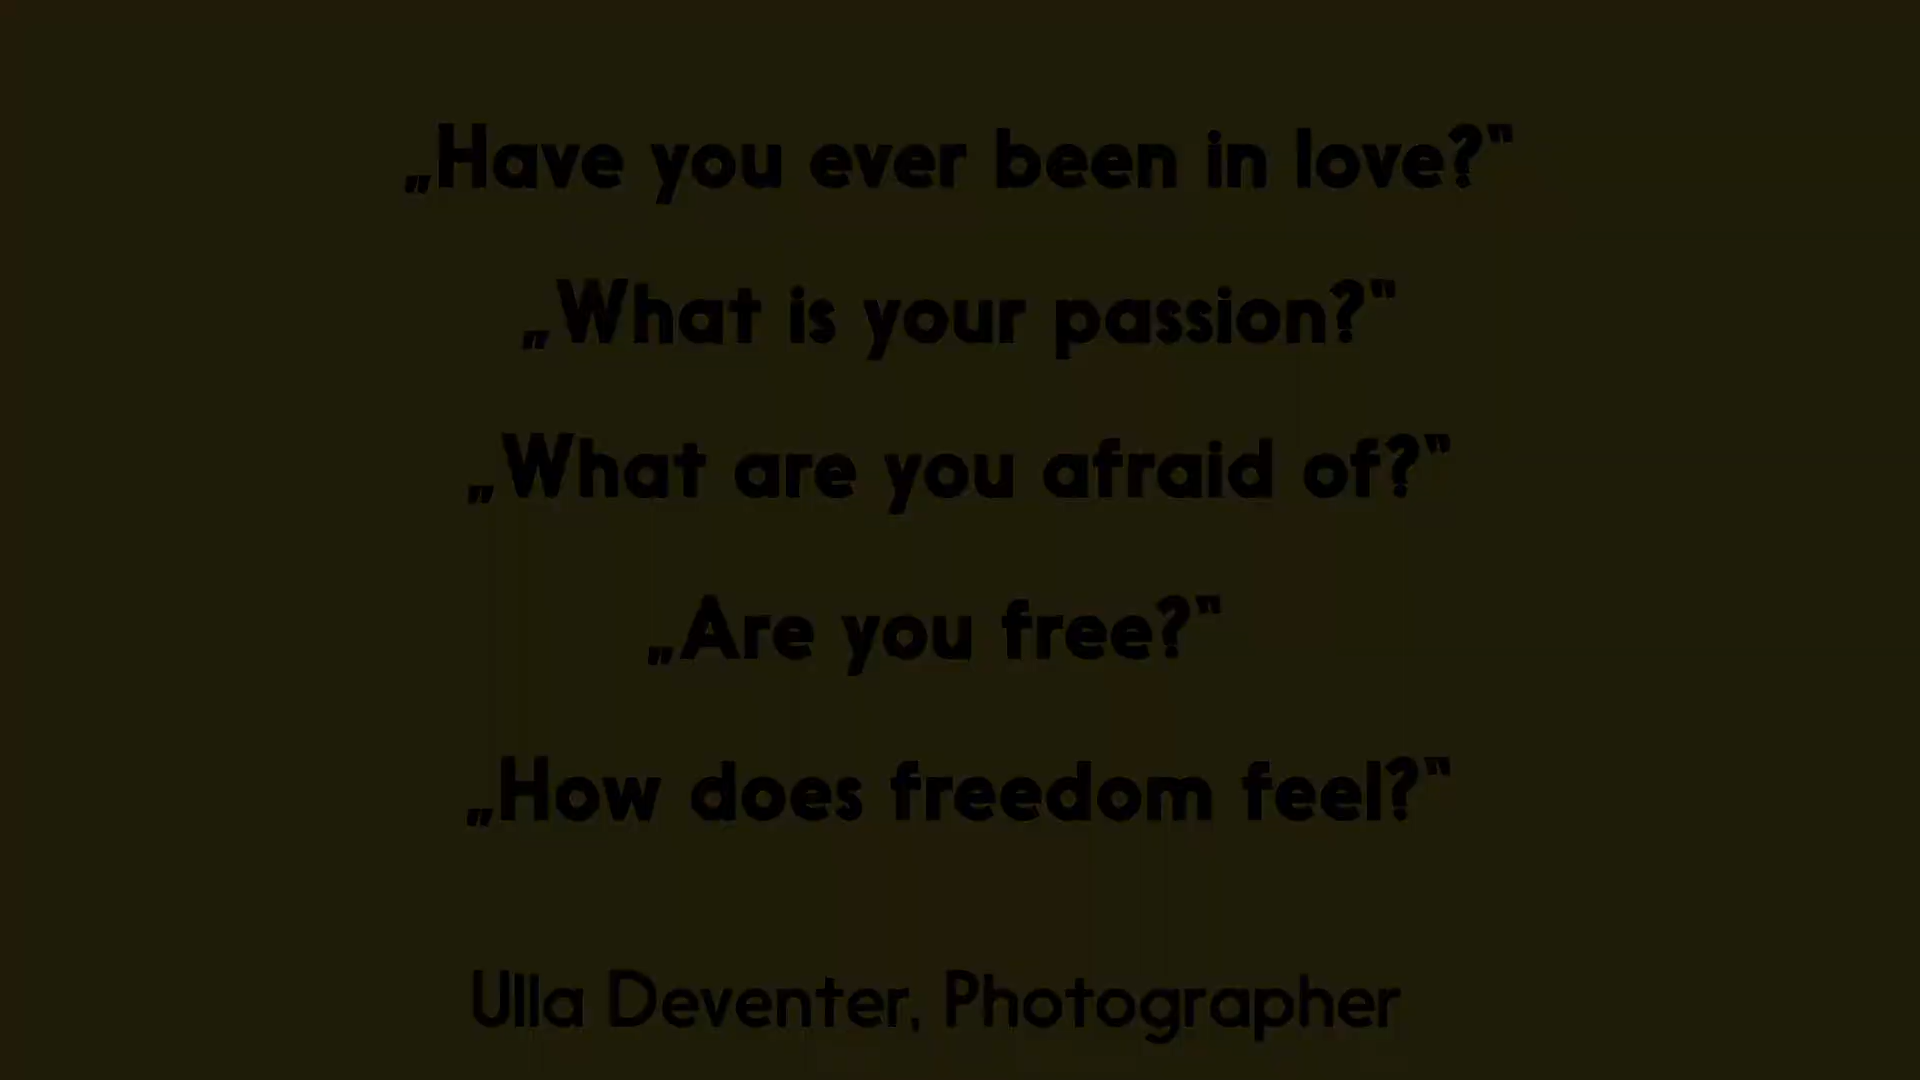 „Have you ever been in love?"
„What is your passion?"
„What are you afraid of?"
„Are you free?"
„How does freedom feel?"
Ulla Deventer, Photographer